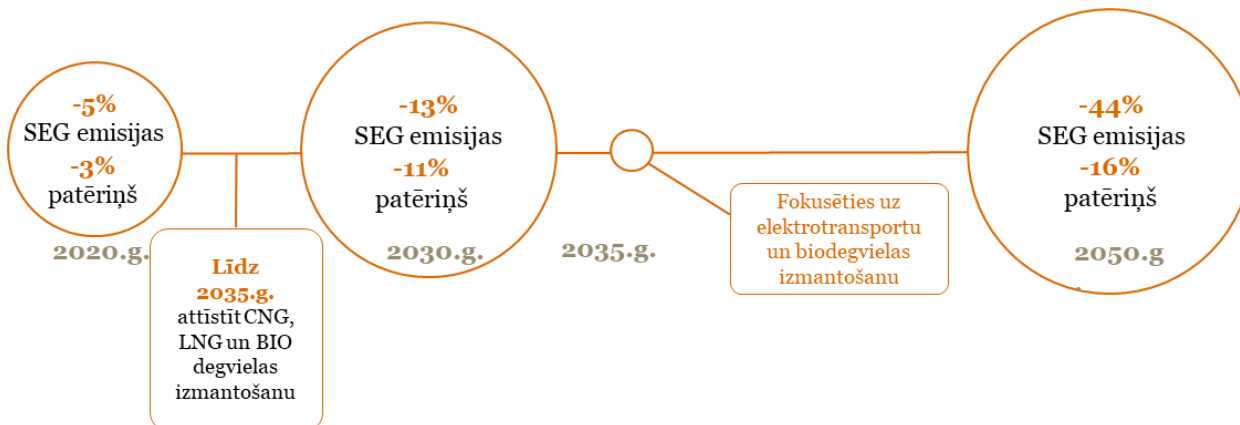 -5%
SEG emisijas
-3%
patēriņš
2020.g.
Līdz
2035.g.
attīstīt CNG,
LNG un BIO
degvielas
izmantošanu
-13%
SEG emisijas
-11%
patēriņš
2030.g.
2035.g.
Fokusēties uz
elektrotransportu
un biodegvielas
izmantošanu
-44%
SEG emisijas
-16%
patēriņš
2050.g
.